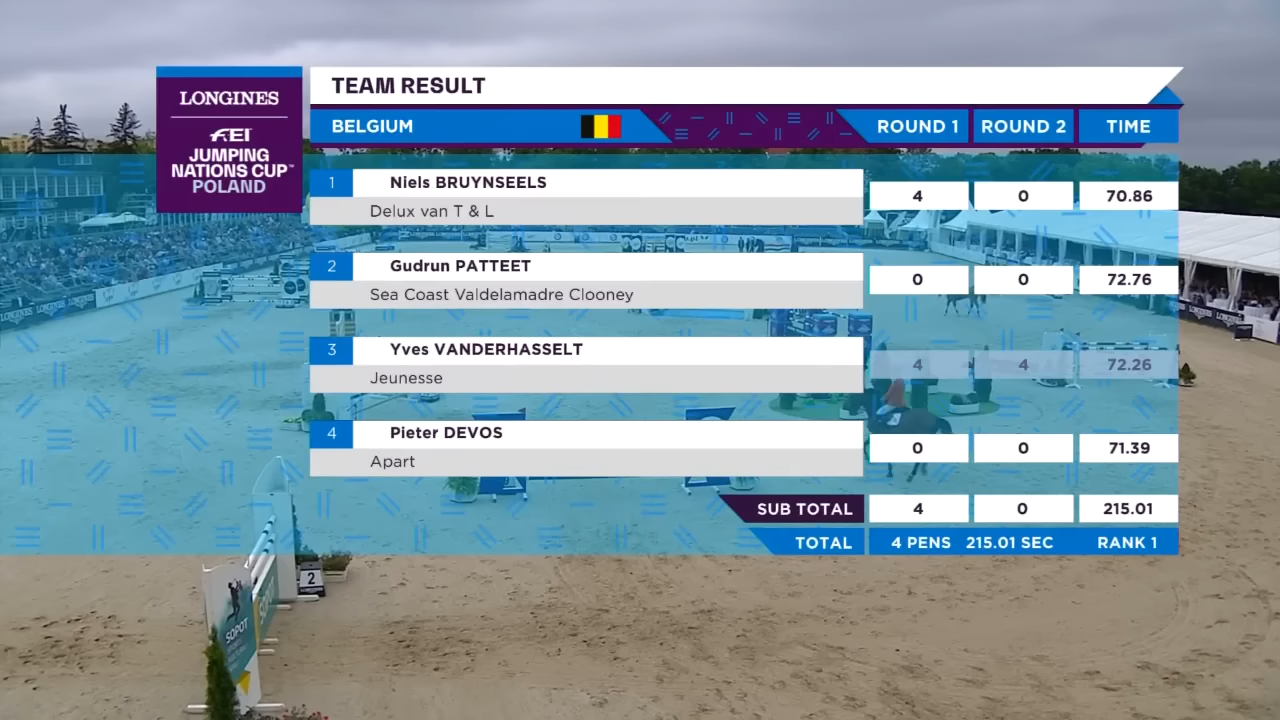 LONGINES
FEI
JUMPING
NATIONS CUP™
POLAND
TEAM RESULT
BELGIUM ROUND 1 ROUND 2 TIME
1 Niels BRUYNSEELS 4 0 70.86
Delux van T & L
2 Gudrun PATTEET 0 0 72.76
Sea Coast Valdelamadre Clooney
3 Yves VANDERHASSELT 4 4 72.26
Jeunesse
4 Pieter DEVOS 0 0 71.39
Apart
SUB TOTAL 4 0 215.01
TOTAL 4 PENS 215.01 SEC RANK 1
2
SOPOT